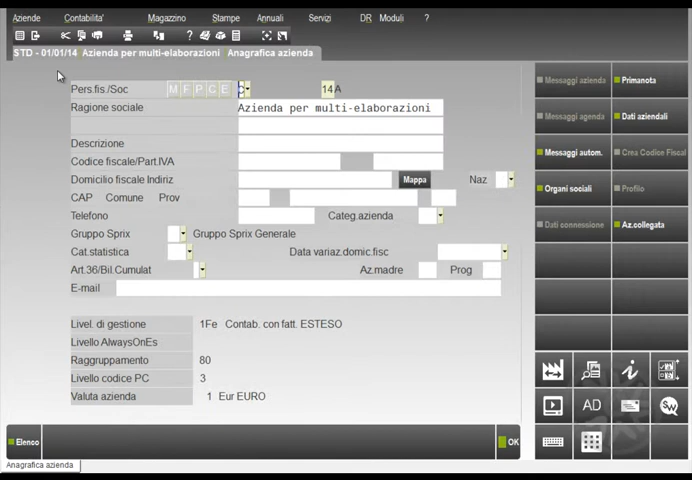 Aziende Contabilita' Magazzino Stampe Annuali Servizi DR Moduli ?
STD - 01/01/14 Azienda per multi-elaborazioni Anagrafica azienda
Pers.fis./Soc M F P C E 14 A
Ragione sociale Azienda per multi-elaborazioni
Descrizione
Codice fiscale/Part.IVA
Domicilio fiscale Indiriz Mappa Naz
CAP Comune Prov
Telefono Categ.azienda
Gruppo Sprix Gruppo Sprix Generale
Cat.statistica Data variaz.domic.fisc
Art.36/Bil.Cumulat Az.madre Prog
E-mail
Livel. di gestione 1Fe Contab. con fatt. ESTESO
Livello AlwaysOnEs
Raggruppamento 80
Livello codice PC 3
Valuta azienda 1 Eur EURO
Messaggi azienda Primanota
Messaggi agenda Dati aziendali
Messaggi autom. Crea Codice Fiscal
Organi sociali Profilo
Dati connessione Az.collegata
AD
SW
Elenco OK
Anagrafica azienda